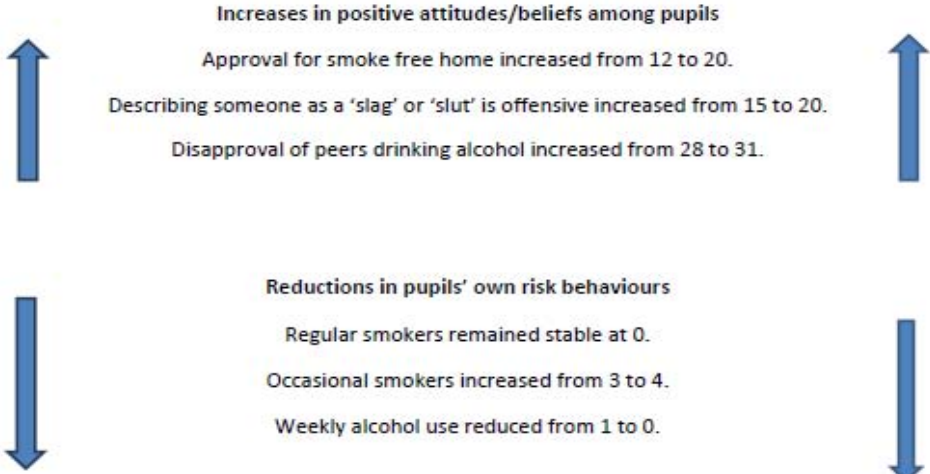 Increases in positive attitudes/beliefs among pupils
Approval for smoke free home increased from 12 to 20.
Describing someone as a ‘slag’ or ‘slut’ is offensive increased from 15 to 20.
Disapproval of peers drinking alcohol increased from 28 to 31.
Reductions in pupils’ own risk behaviours
Regular smokers remained stable at 0.
Occasional smokers increased from 3 to 4.
Weekly alcohol use reduced from 1 to 0.